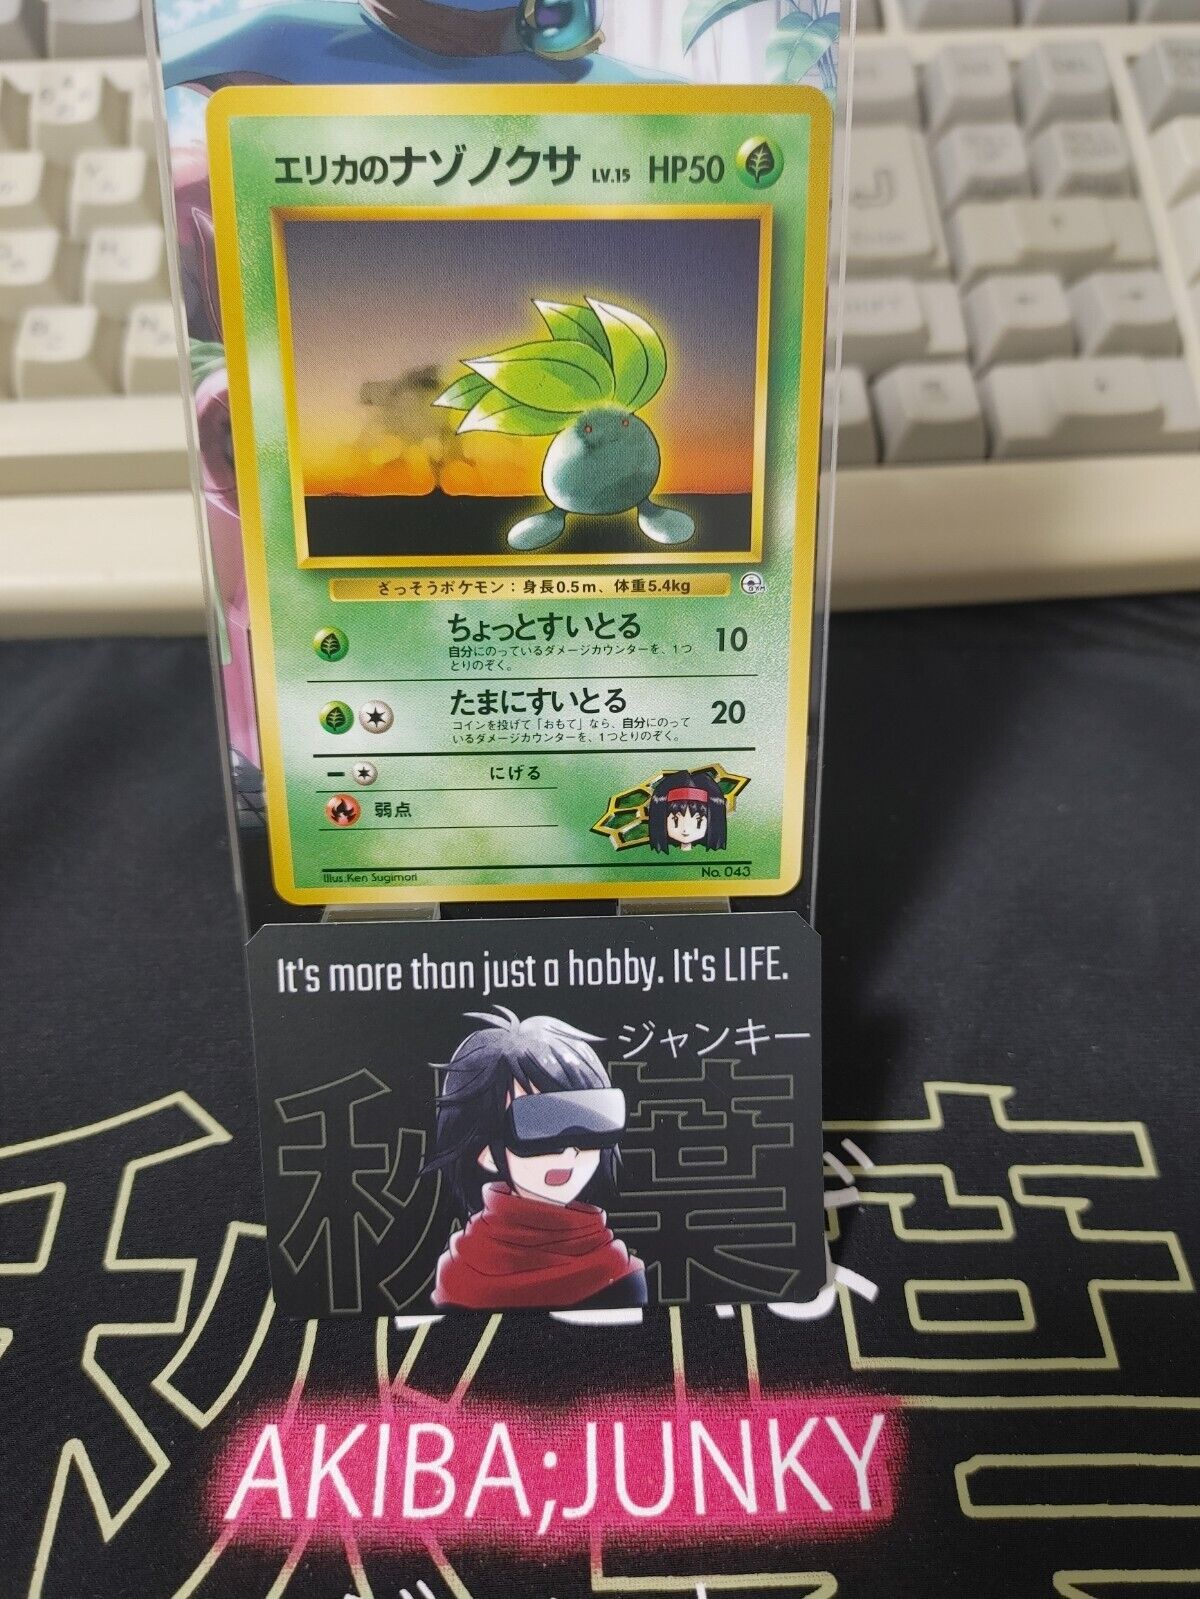 エリカのナゾノクサ LV.15 HP50
ざっそうポケモン：身長0.5m、体重5.4kg
GYM
ちょっとすいとる 10
自分にのっているダメージカウンターを、1つ
とりのぞく。
たまにすいとる 20
コインを投げて「おもて」なら、自分にのって
いるダメージカウンターを、1つとりのぞく。
にげる
弱点
Illus.Ken Sugimori No. 043
It's more than just a hobby. It's LIFE.
ジャンキー
秋葉
AKIBA;JUNKY